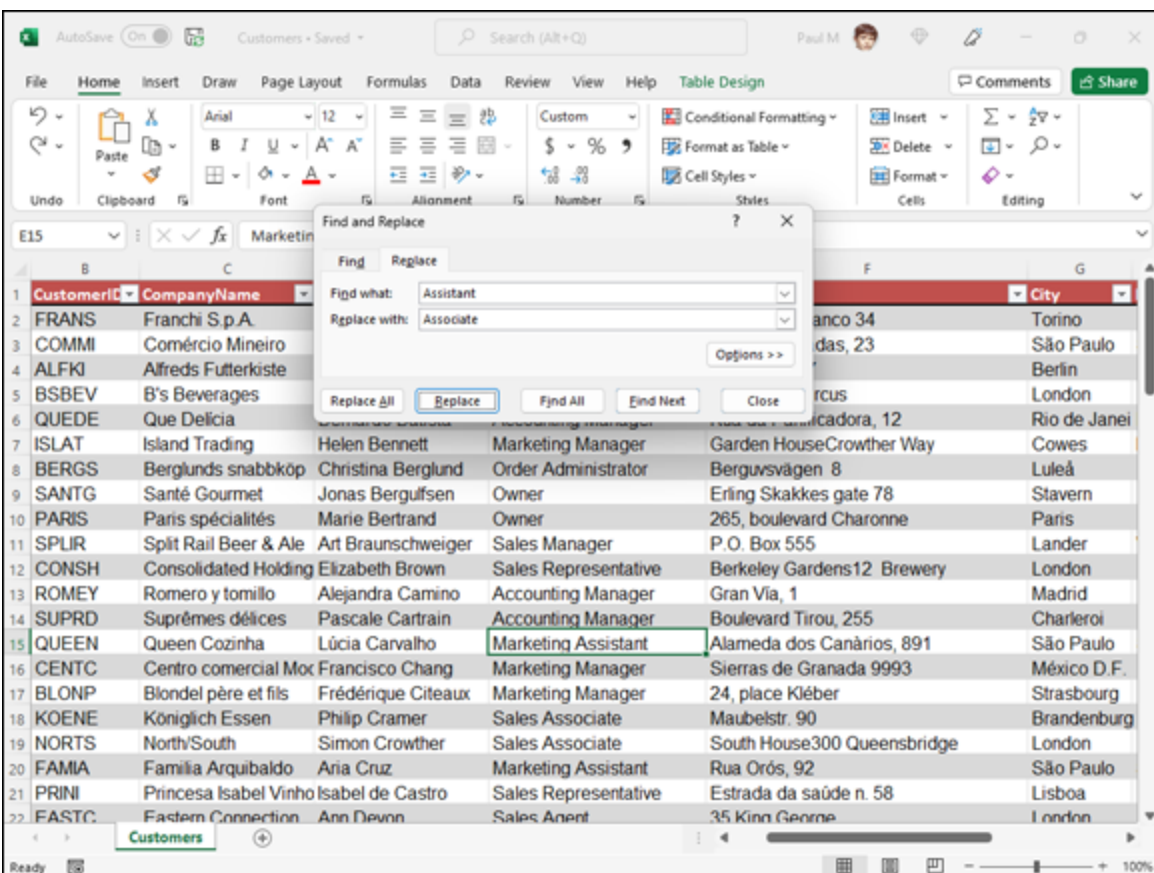 AutoSave On Customers • Saved Search (Alt+Q) Paul M
File Home Insert Draw Page Layout Formulas Data Review View Help Table Design Comments Share
Arial 12 Custom Conditional Formatting Insert
Paste B I U A A $ % 9 Format as Table Delete
A Cell Styles Format
Undo Clipboard Font Alignment Number Styles Cells Editing
E15 fx Marketin
Find and Replace ? ×
Find Replace
Find what: Assistant
Replace with: Associate
Options >>
Replace All Replace Find All Find Next Close
B C F G
1 CustomerID CompanyName City
2 FRANS Franchi S.p.A. anco 34 Torino
3 COMMI Comércio Mineiro das, 23 São Paulo
4 ALFKI Alfreds Futterkiste Berlin
5 BSBEV B's Beverages rcus London
6 QUEDE Que Delícia 12 Rio de Janei
7 ISLAT Island Trading Helen Bennett Marketing Manager Garden HouseCrowther Way Cowes
8 BERGS Berglunds snabbköp Christina Berglund Order Administrator Berguvsvägen 8 Luleå
9 SANTG Santé Gourmet Jonas Bergulfsen Owner Erling Skakkes gate 78 Stavern
10 PARIS Paris spécialités Marie Bertrand Owner 265, boulevard Charonne Paris
11 SPLIR Split Rail Beer & Ale Art Braunschweiger Sales Manager P.O. Box 555 Lander
12 CONSH Consolidated Holding Elizabeth Brown Sales Representative Berkeley Gardens12 Brewery London
13 ROMEY Romero y tomillo Alejandra Camino Accounting Manager Gran Vía, 1 Madrid
14 SUPRD Suprêmes délices Pascale Cartrain Accounting Manager Boulevard Tirou, 255 Charleroi
15 QUEEN Queen Cozinha Lúcia Carvalho Marketing Assistant Alameda dos Canàrios, 891 São Paulo
16 CENTC Centro comercial Moc Francisco Chang Marketing Manager Sierras de Granada 9993 México D.F.
17 BLONP Blondel père et fils Frédérique Citeaux Marketing Manager 24, place Kléber Strasbourg
18 KOENE Königlich Essen Philip Cramer Sales Associate Maubelstr. 90 Brandenburg
19 NORTS North/South Simon Crowther Sales Associate South House300 Queensbridge London
20 FAMIA Familia Arquibaldo Aria Cruz Marketing Assistant Rua Orós, 92 São Paulo
21 PRINI Princesa Isabel Vinho Isabel de Castro Sales Representative Estrada da saúde n. 58 Lisboa
22 EASTC Eastern Connection Ann Devon Sales Agent 35 King George London
Customers
Ready 100%